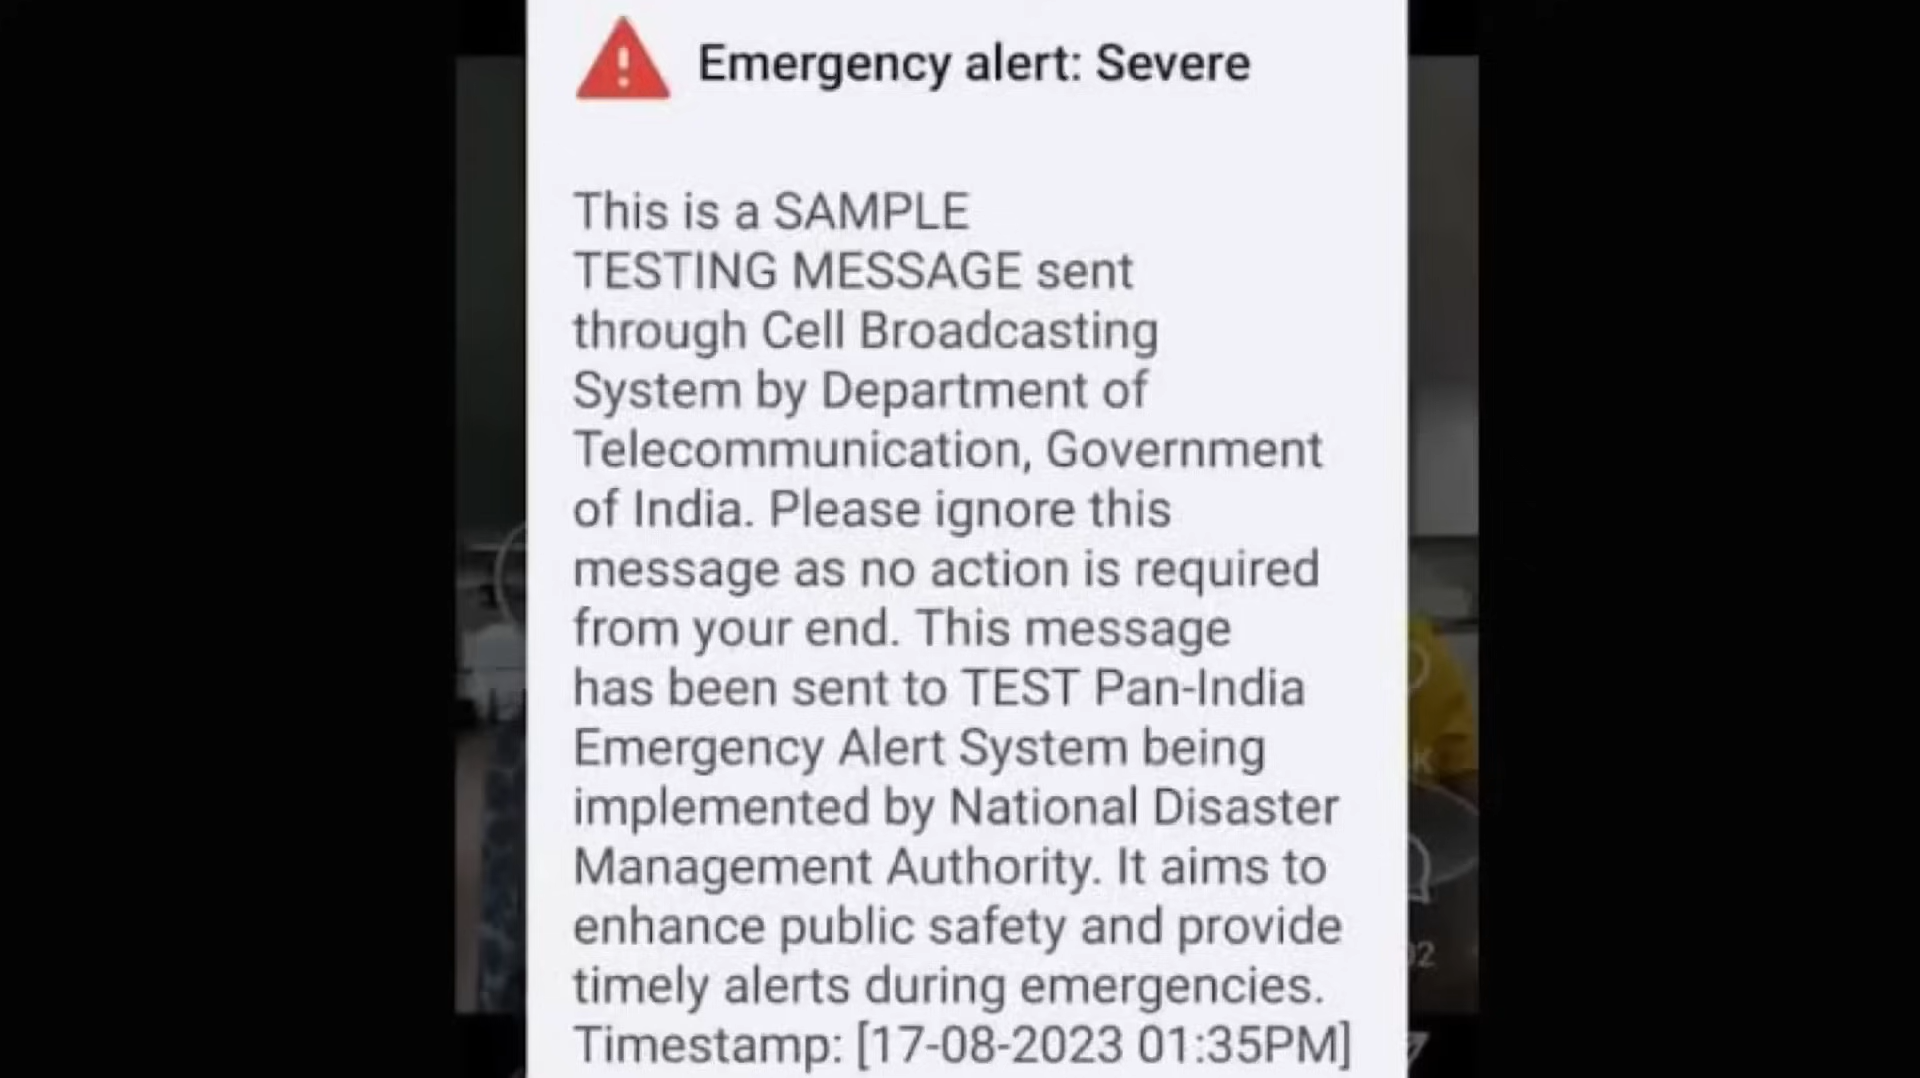 Emergency alert: Severe
This is a SAMPLE
TESTING MESSAGE sent
through Cell Broadcasting
System by Department of
Telecommunication, Government
of India. Please ignore this
message as no action is required
from your end. This message
has been sent to TEST Pan-India
Emergency Alert System being
implemented by National Disaster
Management Authority. It aims to
enhance public safety and provide
timely alerts during emergencies.
Timestamp: [17-08-2023 01:35PM]